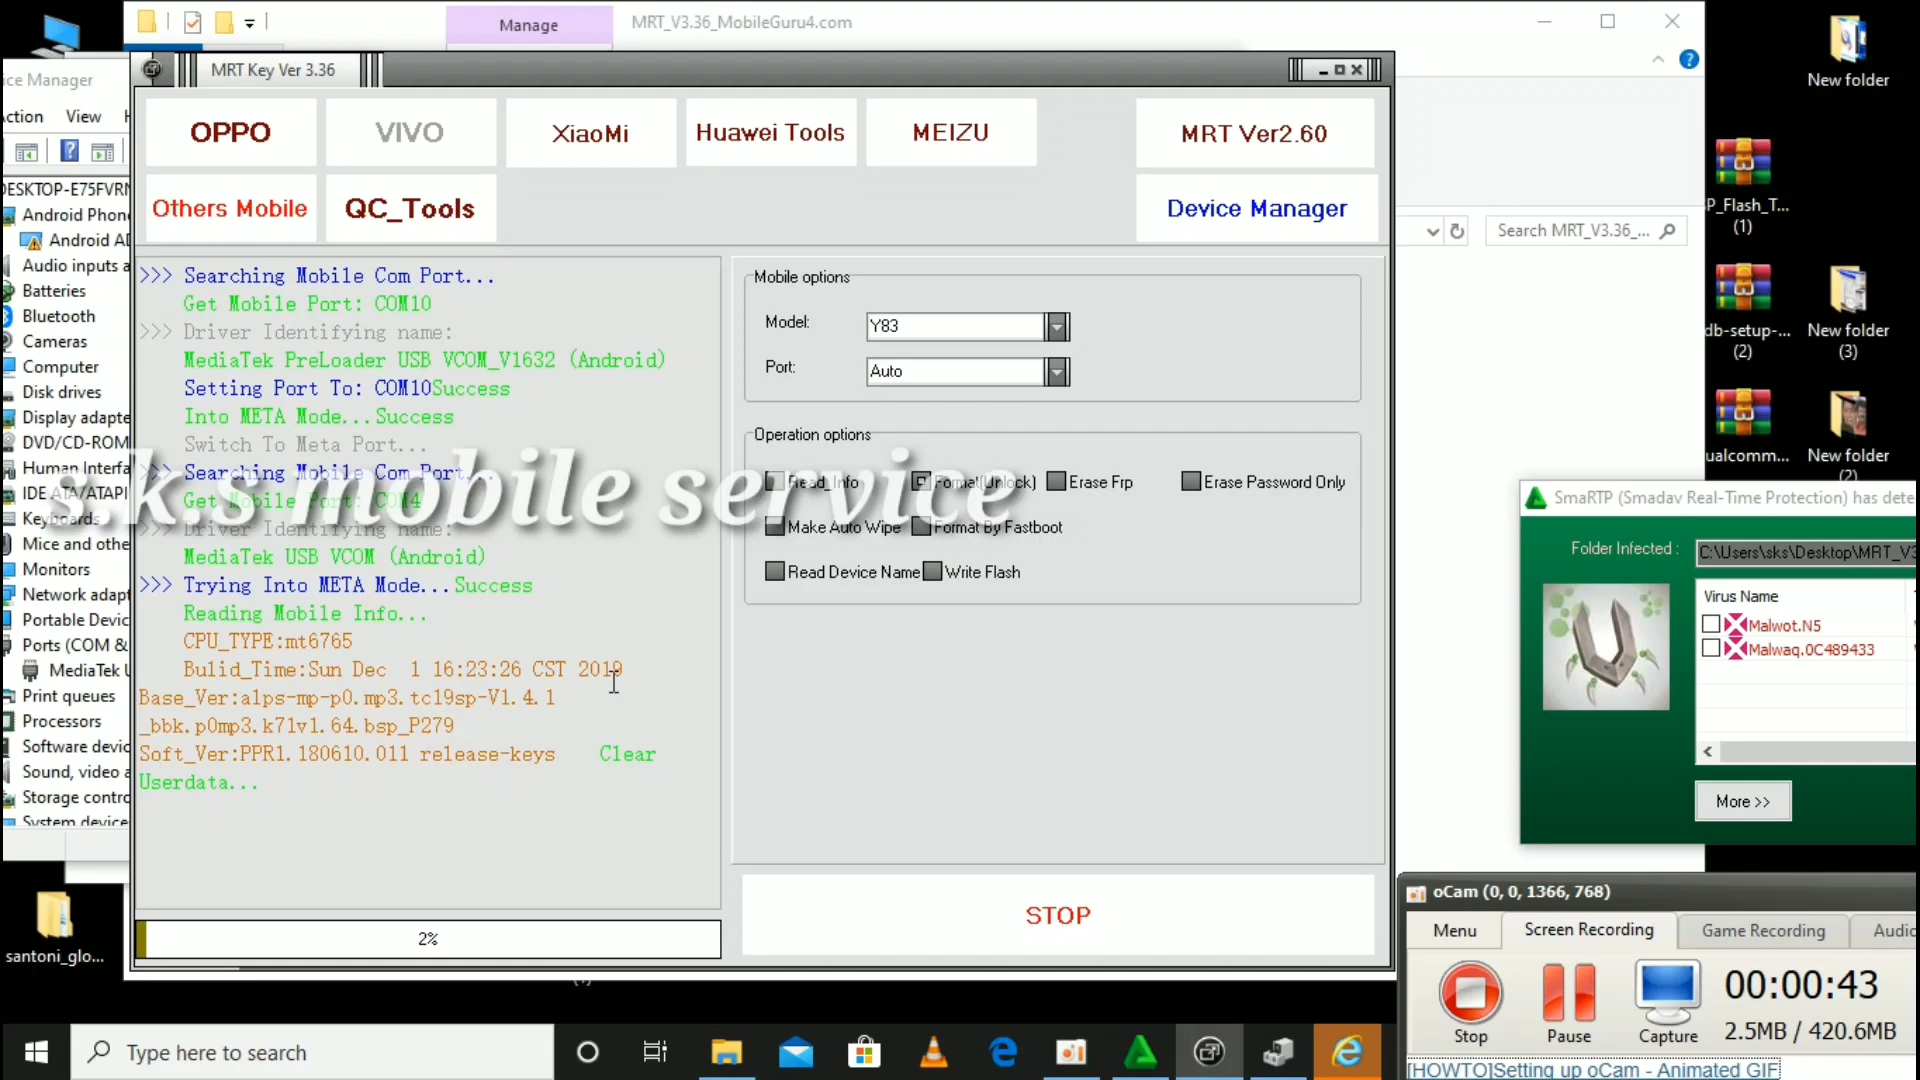 Manage
MRT_V3.36_MobileGuru4.com
ice Manager
Action View H
DESKTOP-E75FVRN
Android Phone
Android AD
Audio inputs a
Batteries
Bluetooth
Cameras
Computer
Disk drives
Display adapte
DVD/CD-ROM
Human Interfa
IDE ATA/ATAPI
Keyboards
Mice and othe
Monitors
Network adapt
Portable Devic
Ports (COM &
MediaTek U
Print queues
Processors
Software devic
Sound, video a
Storage contro
System device
MRT Key Ver 3.36
OPPO
VIVO
XiaoMi
Huawei Tools
MEIZU
MRT Ver2.60
Others Mobile
QC_Tools
Device Manager
>>> Searching Mobile Com Port...
Get Mobile Port: COM10
>>> Driver Identifying name:
MediaTek PreLoader USB VCOM_V1632 (Android)
Setting Port To: COM10Success
Into META Mode...Success
Switch To Meta Port...
>>> Searching Mobile Com Port...
Get Mobile Port: COM4
>>> Driver Identifying name:
MediaTek USB VCOM (Android)
>>> Trying Into META Mode...Success
Reading Mobile Info...
CPU_TYPE:mt6765
Bulid_Time:Sun Dec 1 16:23:26 CST 2019
Base_Ver:alps-mp-p0.mp3.tc19sp-V1.4.1
_bbk.p0mp3.k71v1.64.bsp_P279
Soft_Ver:PPR1.180610.011 release-keys Clear
Userdata...
2%
s.k.s mobile service
Mobile options
Model: Y83
Port: Auto
Operation options
Read_Info Format(Unlock) Erase Frp Erase Password Only
Make Auto Wipe Format By Fastboot
Read Device Name Write Flash
STOP
Search MRT_V3.36_...
New folder
P_Flash_T...
(1)
db-setup-...
(2)
New folder
(3)
ualcomm...
New folder
(2)
SmaRTP (Smadav Real-Time Protection) has dete
Folder Infected : C:\Users\sks\Desktop\MRT_V3
Virus Name
Malwot.N5
Malwaq.0C489433
More >>
oCam (0, 0, 1366, 768)
Menu
Screen Recording
Game Recording
Audio
Stop
Pause
Capture
00:00:43
2.5MB / 420.6MB
[HOWTO]Setting up oCam - Animated GIF
santoni_glo...
Type here to search